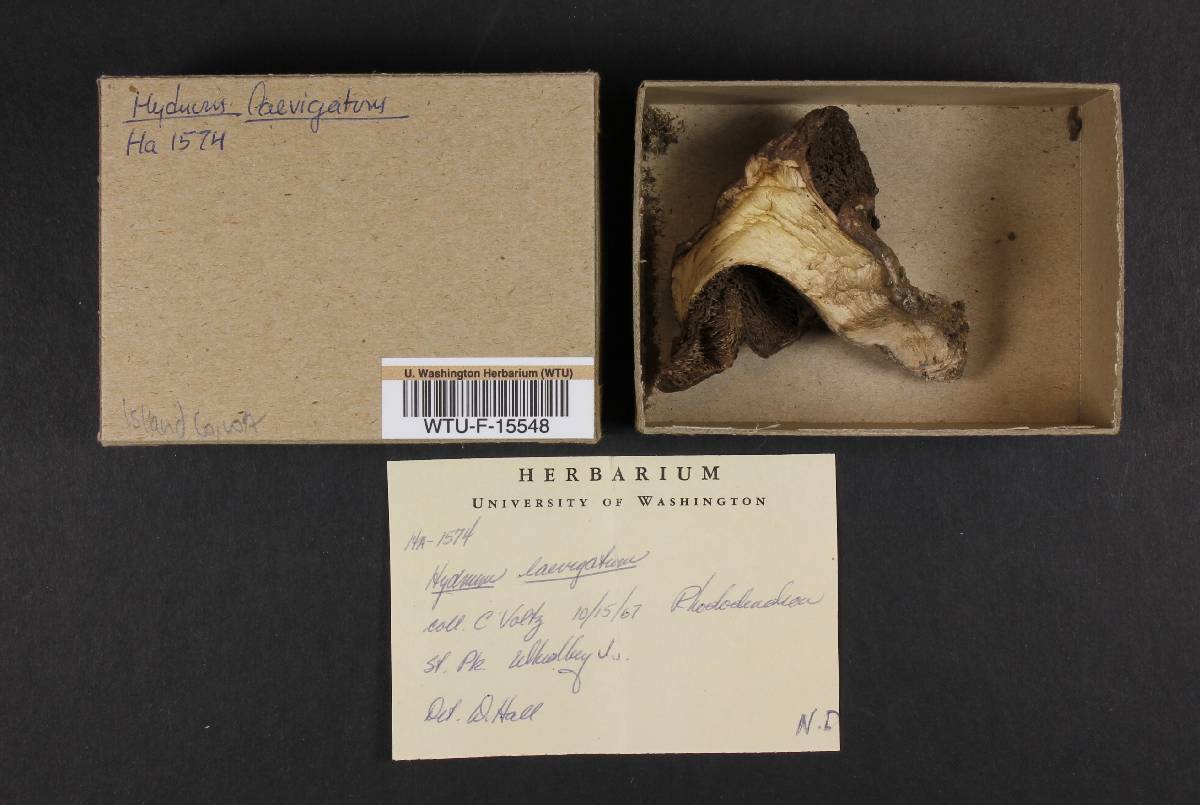 Hydnum laevigatum
Ha 1574
Island County
U. Washington Herbarium (WTU)
WTU-F-15548
HERBARIUM
UNIVERSITY OF WASHINGTON
HA-1574
Hydnum laevigatum
coll. C Voltz 10/15/67 Rhododendron
St. Pk. Whidbey Is.
Det. D. Hall
N.D